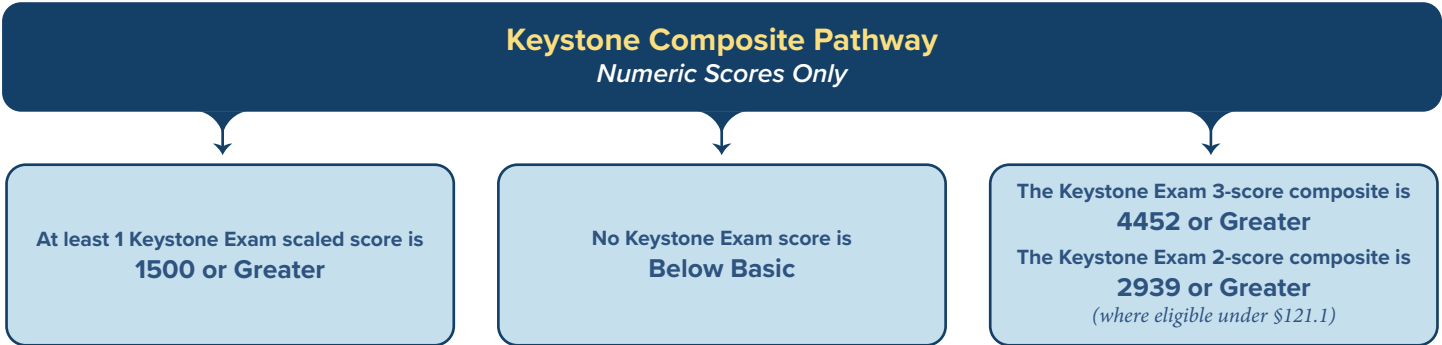 Keystone Composite Pathway
Numeric Scores Only
At least 1 Keystone Exam scaled score is
1500 or Greater
No Keystone Exam score is
Below Basic
The Keystone Exam 3-score composite is
4452 or Greater
The Keystone Exam 2-score composite is
2939 or Greater
(where eligible under §121.1)